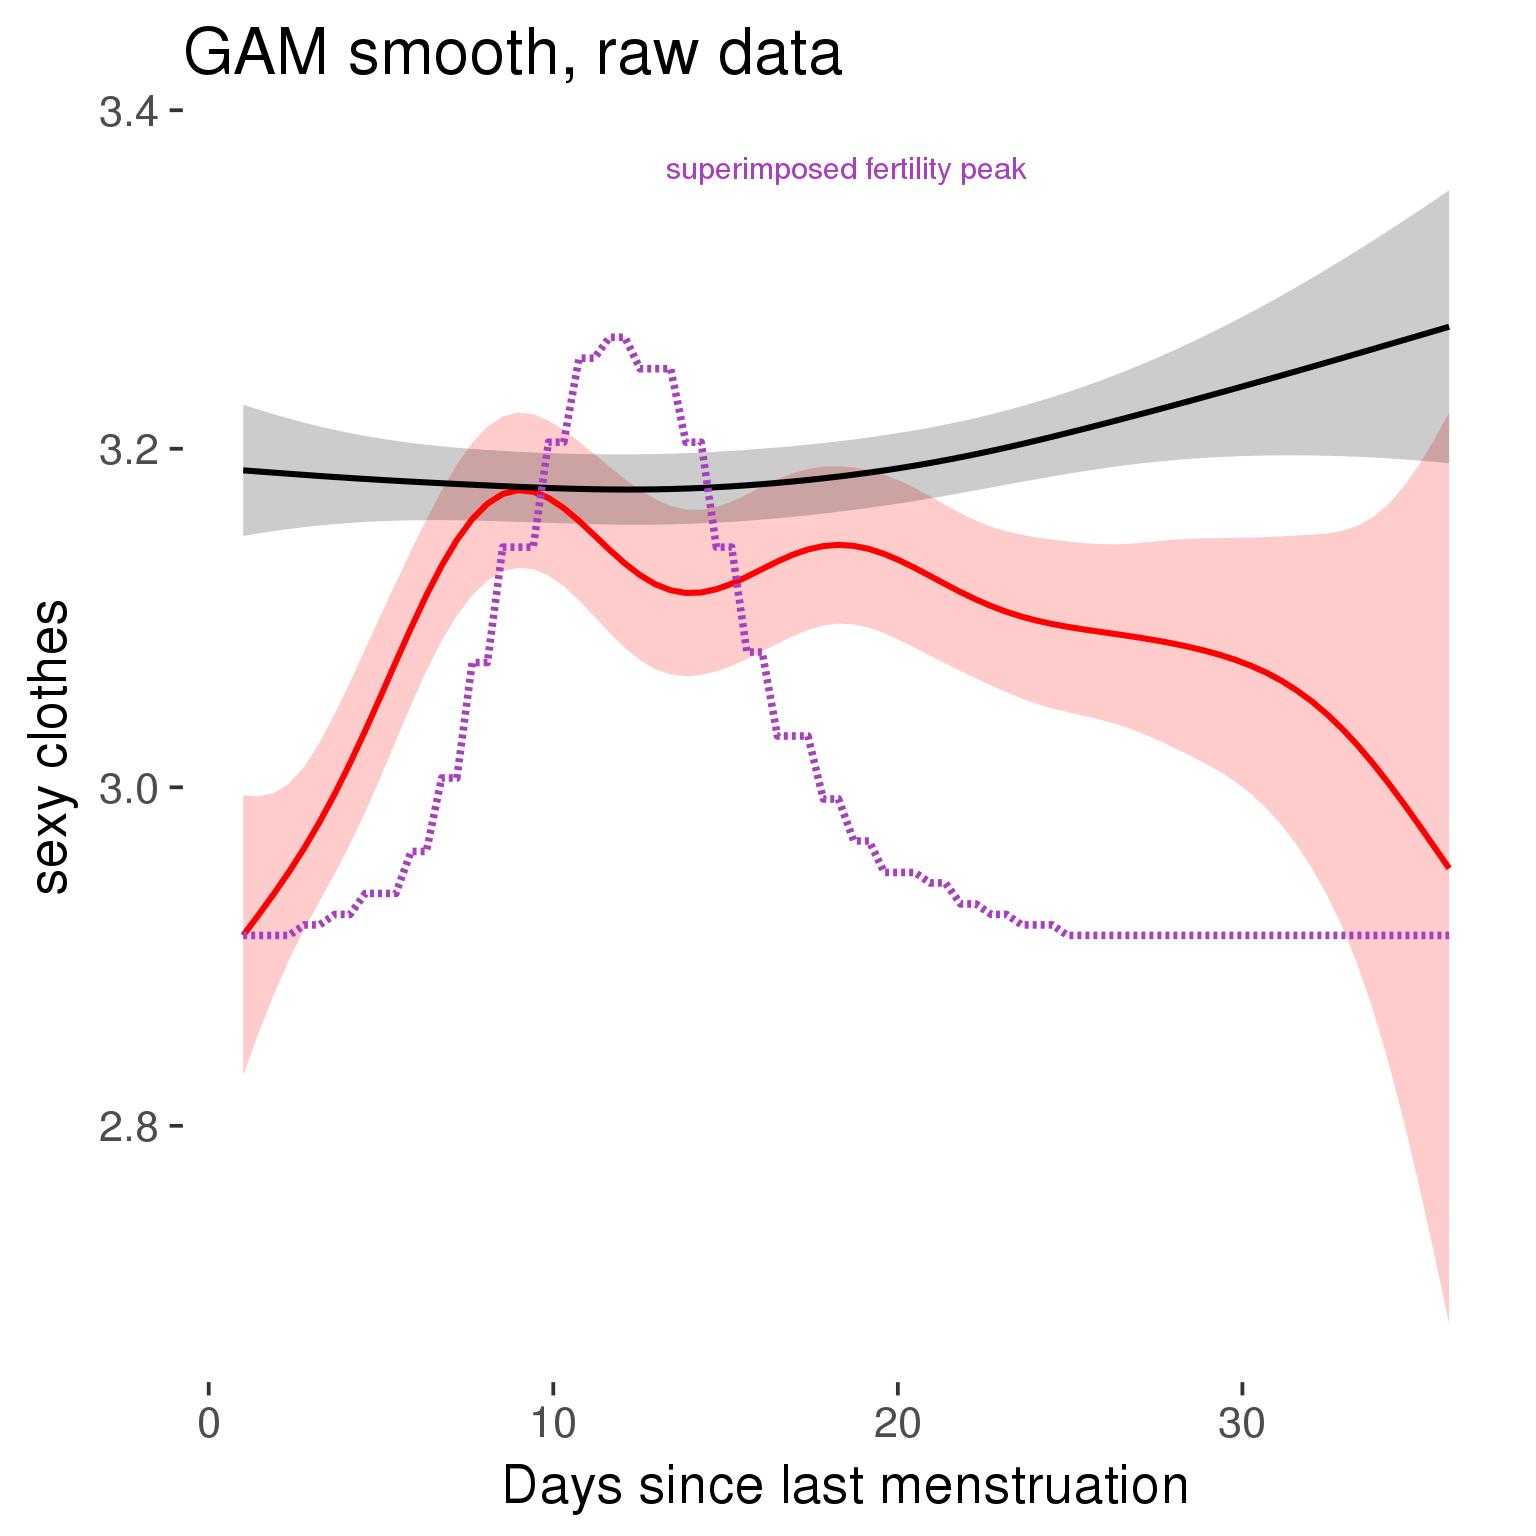 GAM smooth, raw data
3.4
superimposed fertility peak
3.2
3.0
2.8
sexy clothes
0
10
20
30
Days since last menstruation